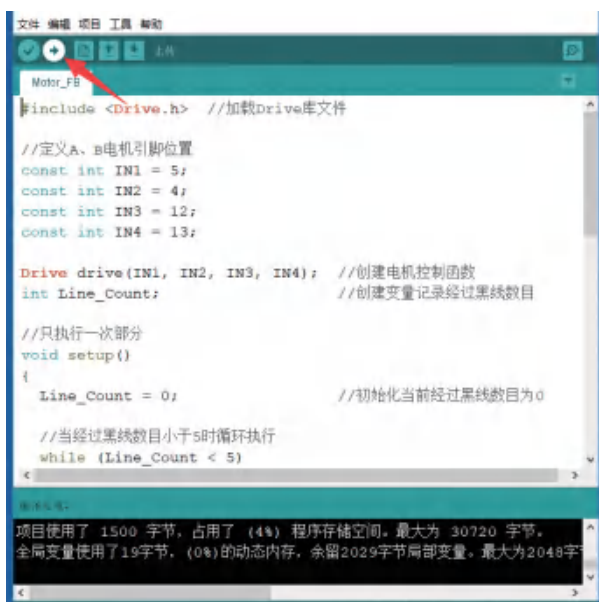 文件 编辑 项目 工具 帮助
上传
Motor_FB
#include <Drive.h> //加载Drive库文件
//定义A、B电机引脚位置
const int IN1 = 5;
const int IN2 = 4;
const int IN3 = 12;
const int IN4 = 13;
Drive drive(IN1, IN2, IN3, IN4); //创建电机控制函数
int Line_Count; //创建变量记录经过黑线数目
//只执行一次部分
void setup()
{
Line_Count = 0; //初始化当前经过黑线数目为0
//当经过黑线数目小于5时循环执行
while (Line_Count < 5)
项目使用了 1500 字节，占用了 (4%) 程序存储空间。最大为 30720 字节。
全局变量使用了19字节，(0%)的动态内存，余留2029字节局部变量。最大为2048字